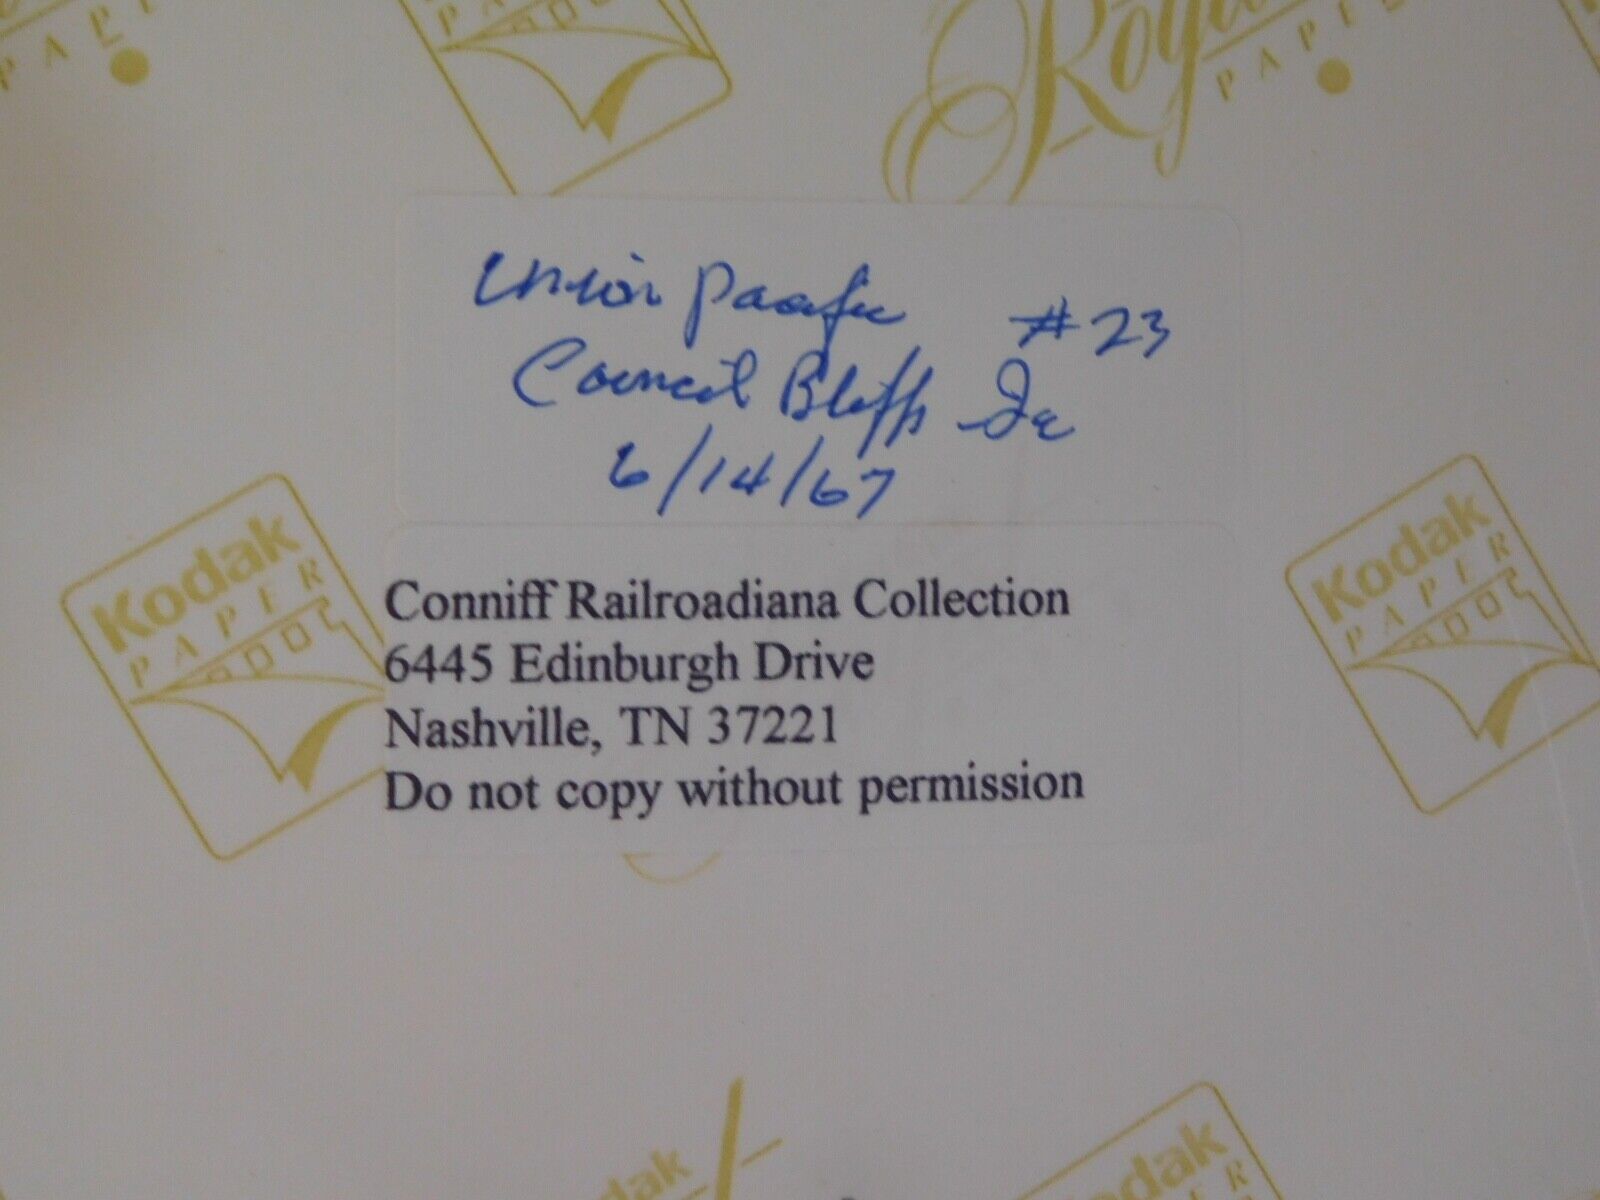 Royal
PAPER
Union Pacific #23
Council Bluffs Ia
6/14/67
Kodak
PAPER
Conniff Railroadiana Collection
6445 Edinburgh Drive
Nashville, TN 37221
Do not copy without permission
Kodak
PAPER